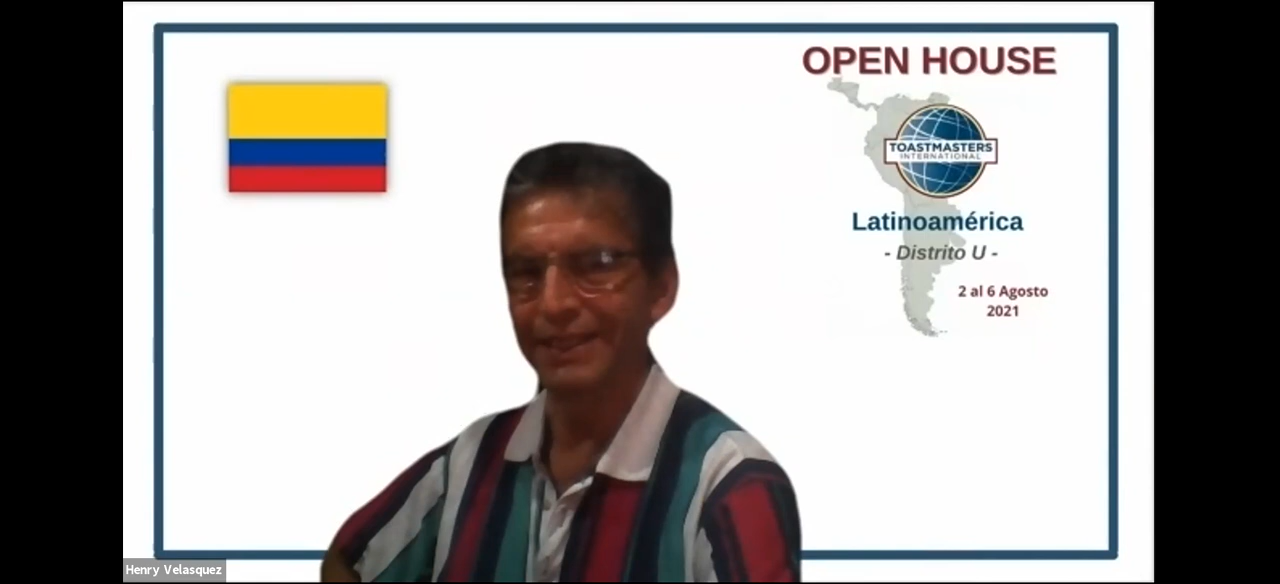 OPEN HOUSE
TOASTMASTERS
INTERNATIONAL
Latinoamérica
- Distrito U -
2 al 6 Agosto
2021
Henry Velasquez